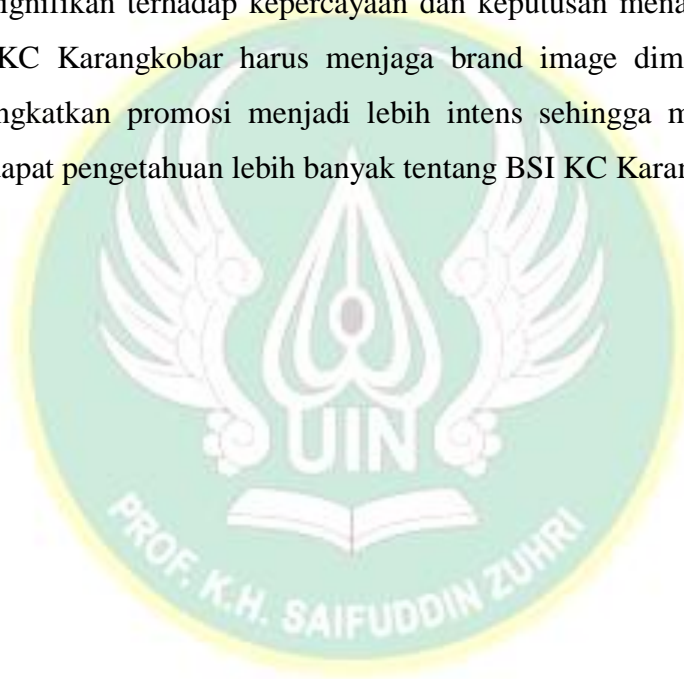 signifikan terhadap kepercayaan dan keputusan
KC Karangkobar harus menjaga brand image
promosi menjadi lebih intens sehingga
pengetahuan lebih banyak tentang BSI KC
UIN
PROF. K.H. SAIFUDDIN ZUHRI